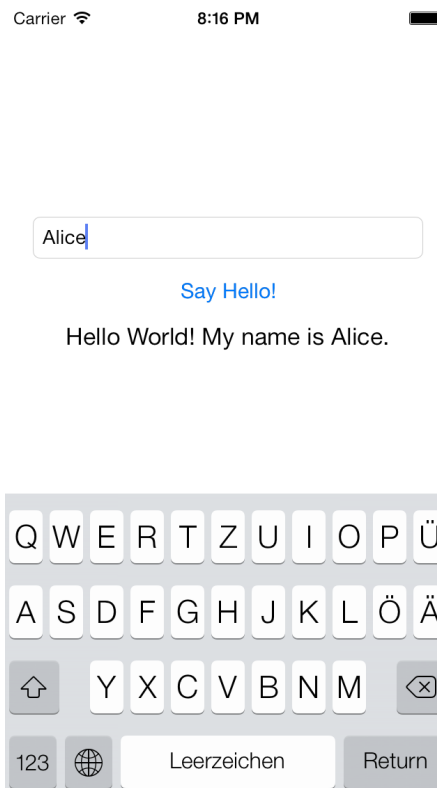 Carrier 8:16 PM
Alice
Say Hello!
Hello World! My name is Alice.
Q W E R T Z U I O P Ü
A S D F G H J K L Ö Ä
Y X C V B N M
123 Leerzeichen Return